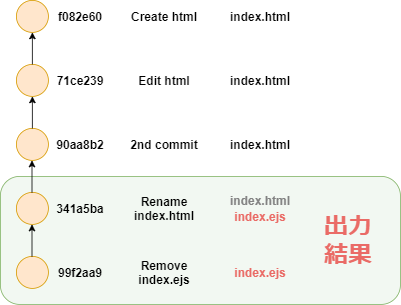 f082e60 Create html index.html
71ce239 Edit html index.html
90aa8b2 2nd commit index.html
341a5ba Rename index.html index.html
index.ejs
99f2aa9 Remove index.ejs index.ejs
出力
結果